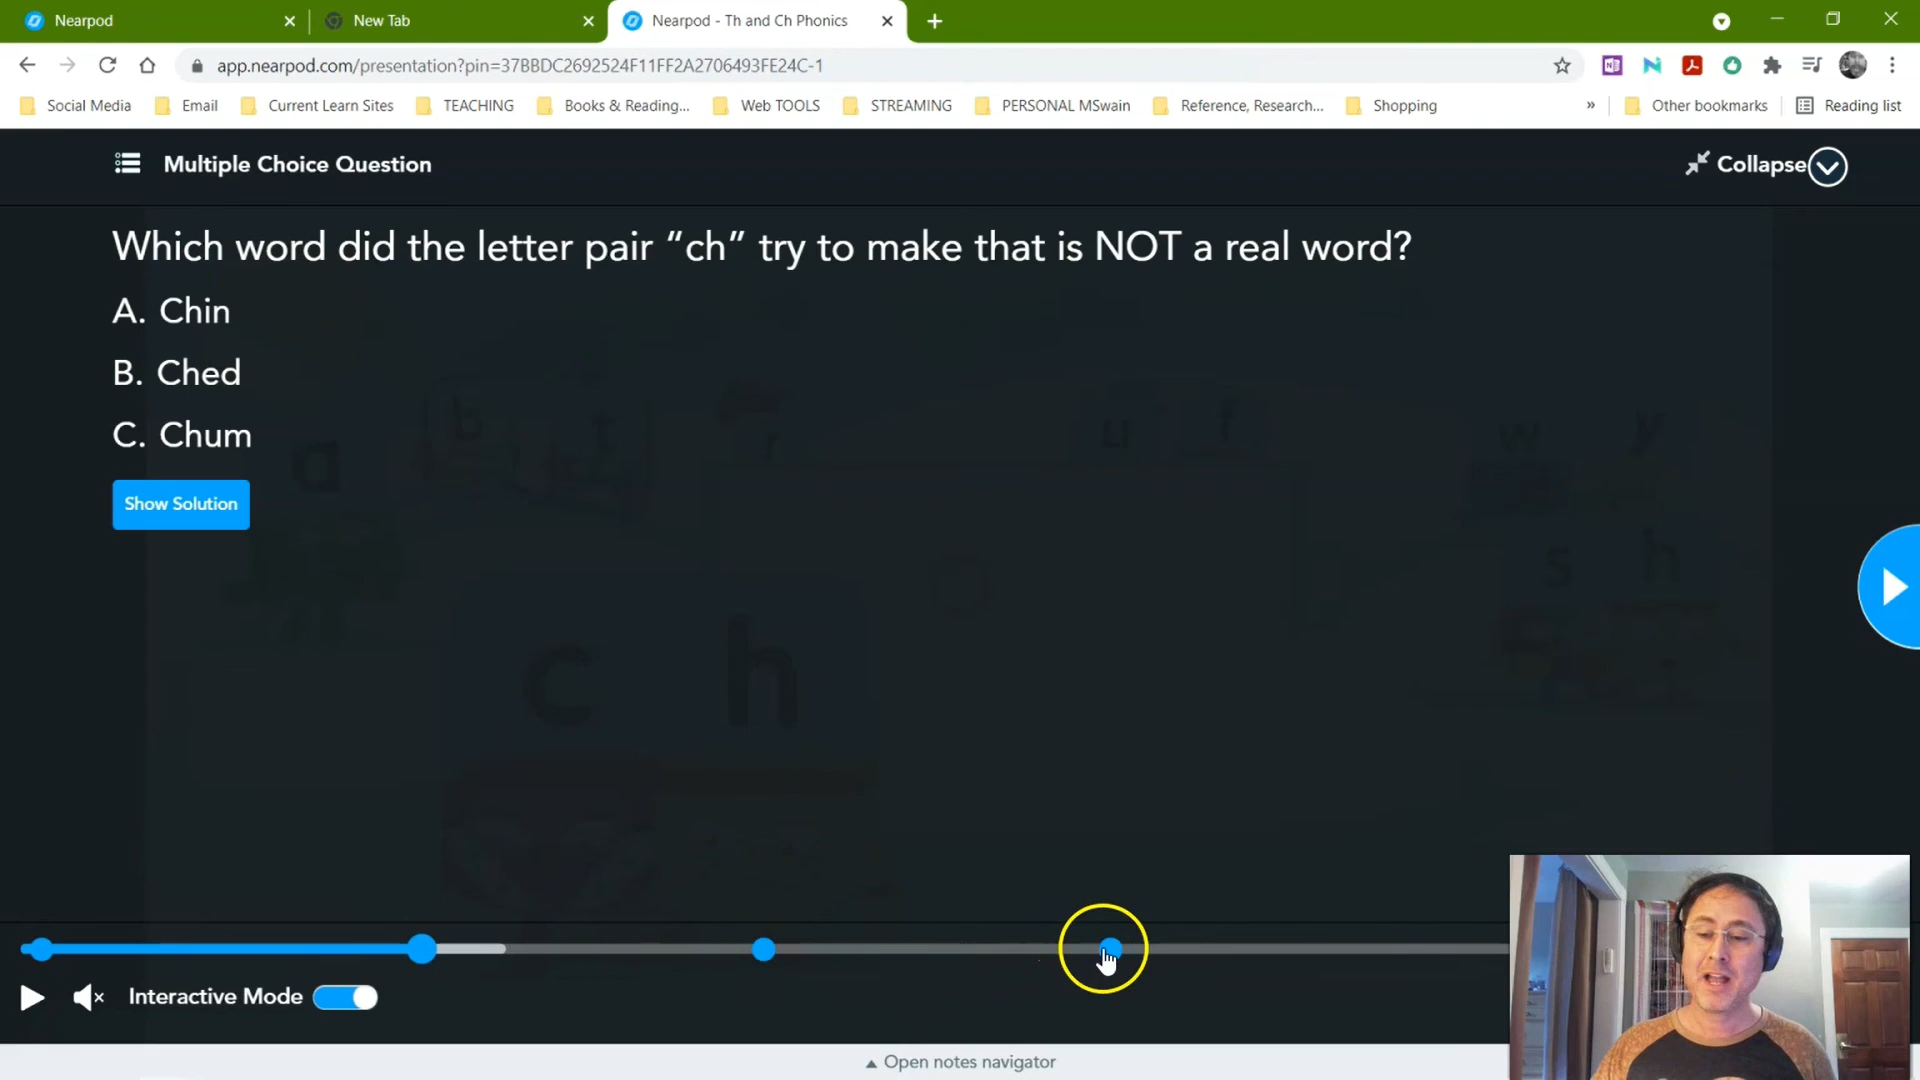 Nearpod
New Tab
Nearpod - Th and Ch Phonics
app.nearpod.com/presentation?pin=37BBDC2692524F11FF2A2706493FE24C-1
Social Media
Email
Current Learn Sites
TEACHING
Books & Reading...
Web TOOLS
STREAMING
PERSONAL MSwain
Reference, Research...
Shopping
»
Other bookmarks
Reading list
Multiple Choice Question
Collapse
Which word did the letter pair “ch” try to make that is NOT a real word?
A. Chin
B. Ched
C. Chum
Show Solution
a
b
t
r
u
f
w
y
s h
c h
Interactive Mode
Open notes navigator